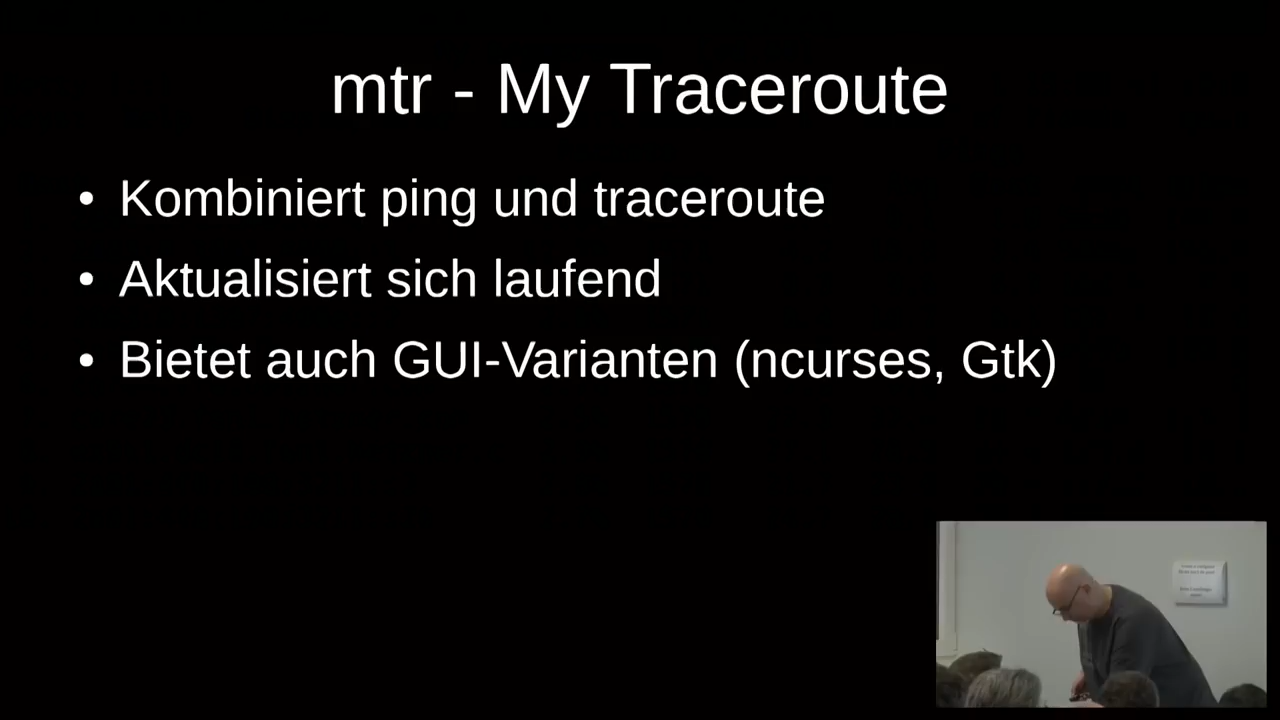 mtr - My Traceroute
• Kombiniert ping und traceroute
• Aktualisiert sich laufend
• Bietet auch GUI-Varianten (ncurses, Gtk)